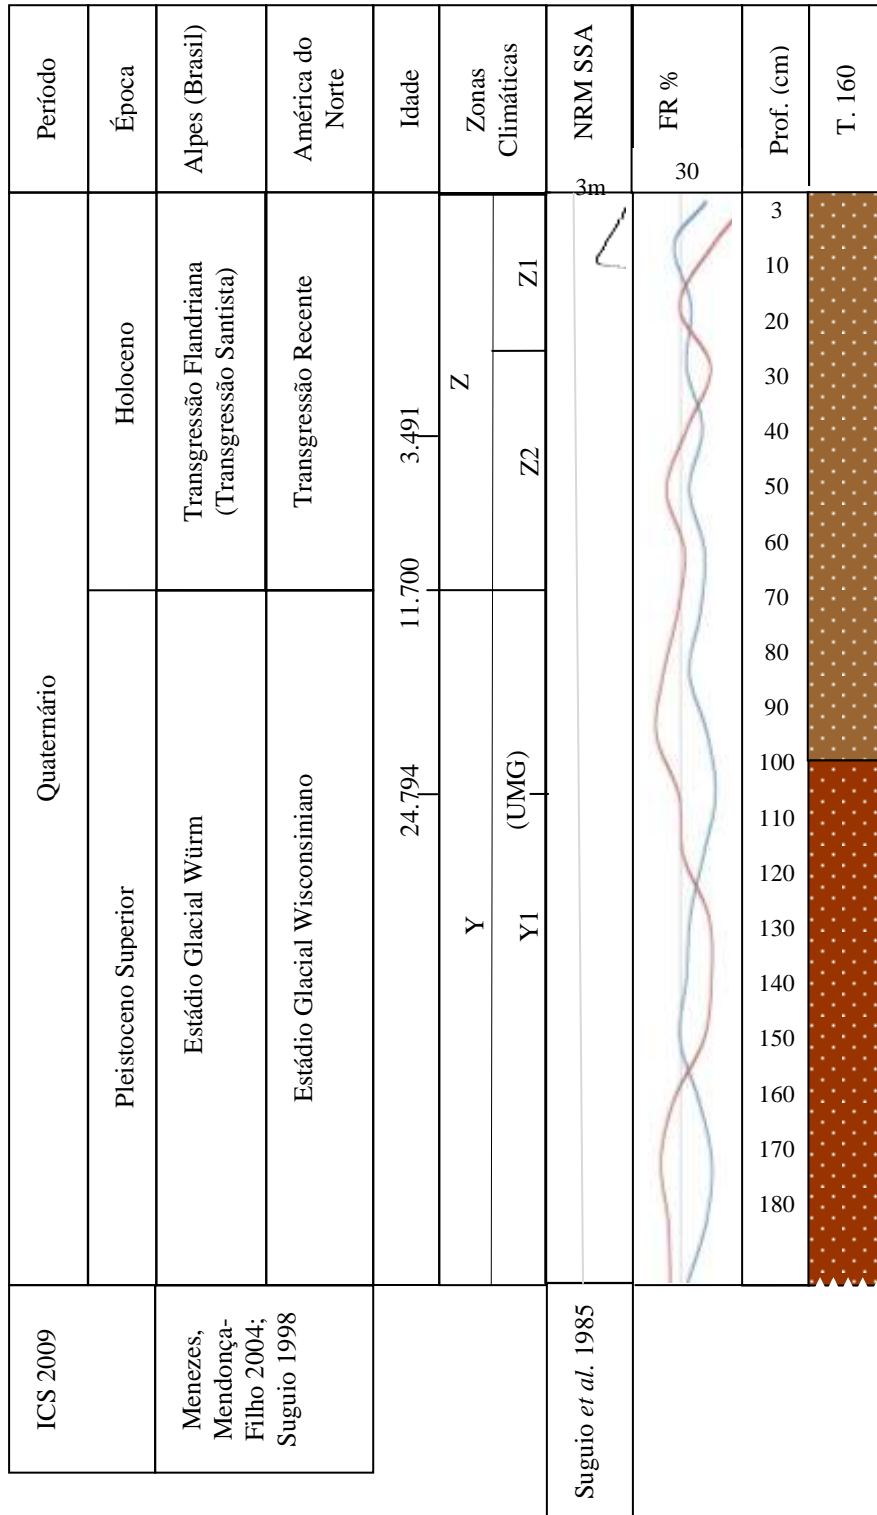 Período
Época
Alpes (Brasil)
América do
Norte
Idade
Zonas
Climáticas
NRM SSA
3m
FR %
30
Prof. (cm)
T. 160
Quaternário
Holoceno
Pleistoceno Superior
Transgressão Flandriana
(Transgressão Santista)
Estádio Glacial Würm
Transgressão Recente
Estádio Glacial Wisconsiniano
3.491
11.700
24.794
Z
Y
Z1
Z2
(UMG)
Y1
3
10
20
30
40
50
60
70
80
90
100
110
120
130
140
150
160
170
180
ICS 2009
Menezes,
Mendonça-
Filho 2004;
Suguio 1998
Suguio et al. 1985